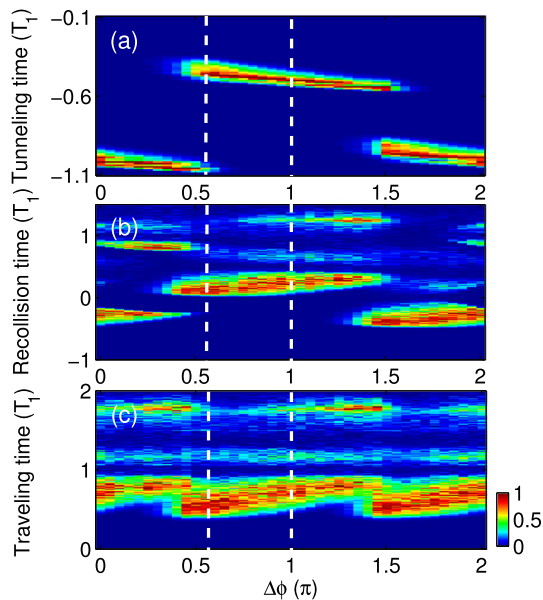 Tunneling time (T₁)
−0.1
−0.6
−1.1
(a)
0 0.5 1 1.5 2
Recollision time (T₁)
1
0
−1
(b)
0 0.5 1 1.5 2
Traveling time (T₁)
2
1
0
(c)
0 0.5 1 1.5 2
Δϕ (π)
1
0.5
0